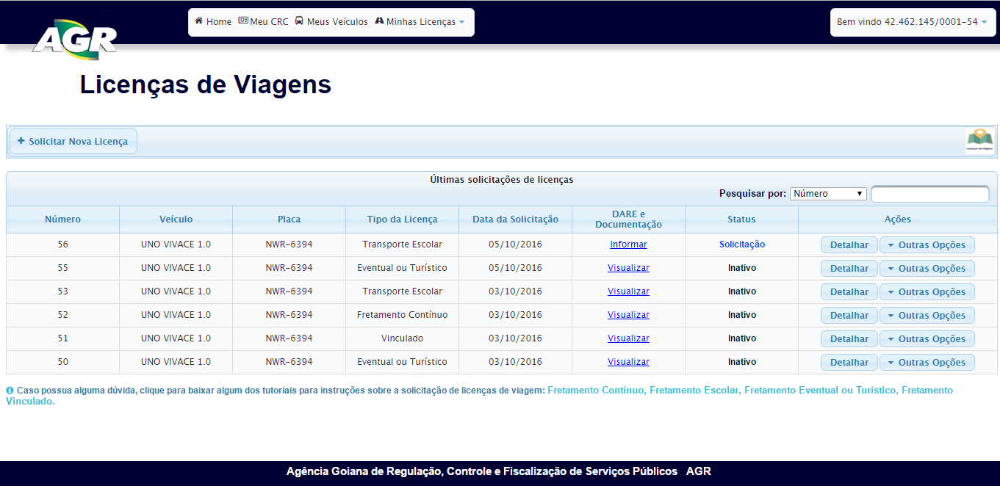 AGR
Home Meu CRC Meus Veículos Minhas Licenças
Bem vindo 42.462.145/0001-54
Licenças de Viagens
+ Solicitar Nova Licença
Licenças de Viagens
Últimas solicitações de licenças
Pesquisar por: Número
Número Veículo Placa Tipo da Licença Data da Solicitação DARE e Documentação Status Ações
56 UNO VIVACE 1.0 NWR-6394 Transporte Escolar 05/10/2016 Informar Solicitação Detalhar Outras Opções
55 UNO VIVACE 1.0 NWR-6394 Eventual ou Turístico 05/10/2016 Visualizar Inativo Detalhar Outras Opções
53 UNO VIVACE 1.0 NWR-6394 Transporte Escolar 03/10/2016 Visualizar Inativo Detalhar Outras Opções
52 UNO VIVACE 1.0 NWR-6394 Fretamento Contínuo 03/10/2016 Visualizar Inativo Detalhar Outras Opções
51 UNO VIVACE 1.0 NWR-6394 Vinculado 03/10/2016 Visualizar Inativo Detalhar Outras Opções
50 UNO VIVACE 1.0 NWR-6394 Eventual ou Turístico 03/10/2016 Visualizar Inativo Detalhar Outras Opções
Caso possua alguma dúvida, clique para baixar algum dos tutoriais para instruções sobre a solicitação de licenças de viagem: Fretamento Contínuo, Fretamento Escolar, Fretamento Eventual ou Turístico, Fretamento
Vinculado.
Agência Goiana de Regulação, Controle e Fiscalização de Serviços Públicos AGR